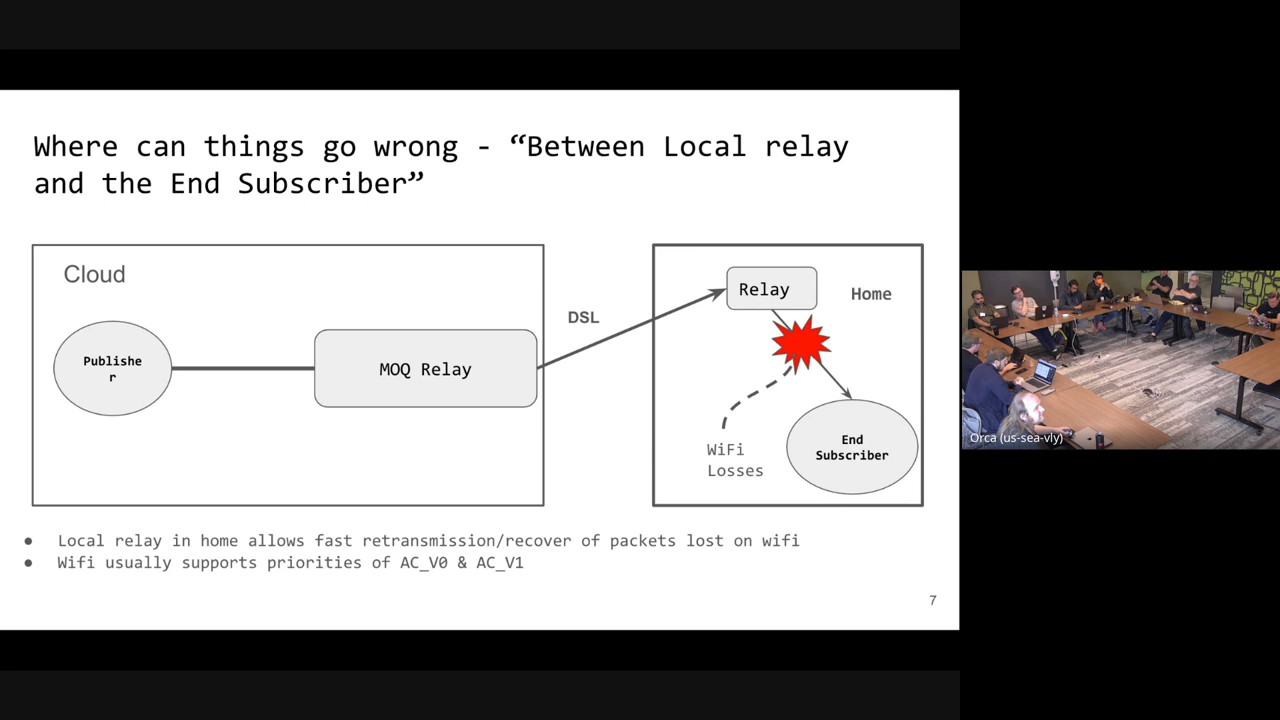 Where can things go wrong - “Between Local relay
and the End Subscriber”
Cloud
Publishe
r
MOQ Relay
DSL
Relay
Home
WiFi
Losses
End
Subscriber
● Local relay in home allows fast retransmission/recover of packets lost on wifi
● Wifi usually supports priorities of AC_V0 & AC_V1
7
Orca (us-sea-vly)